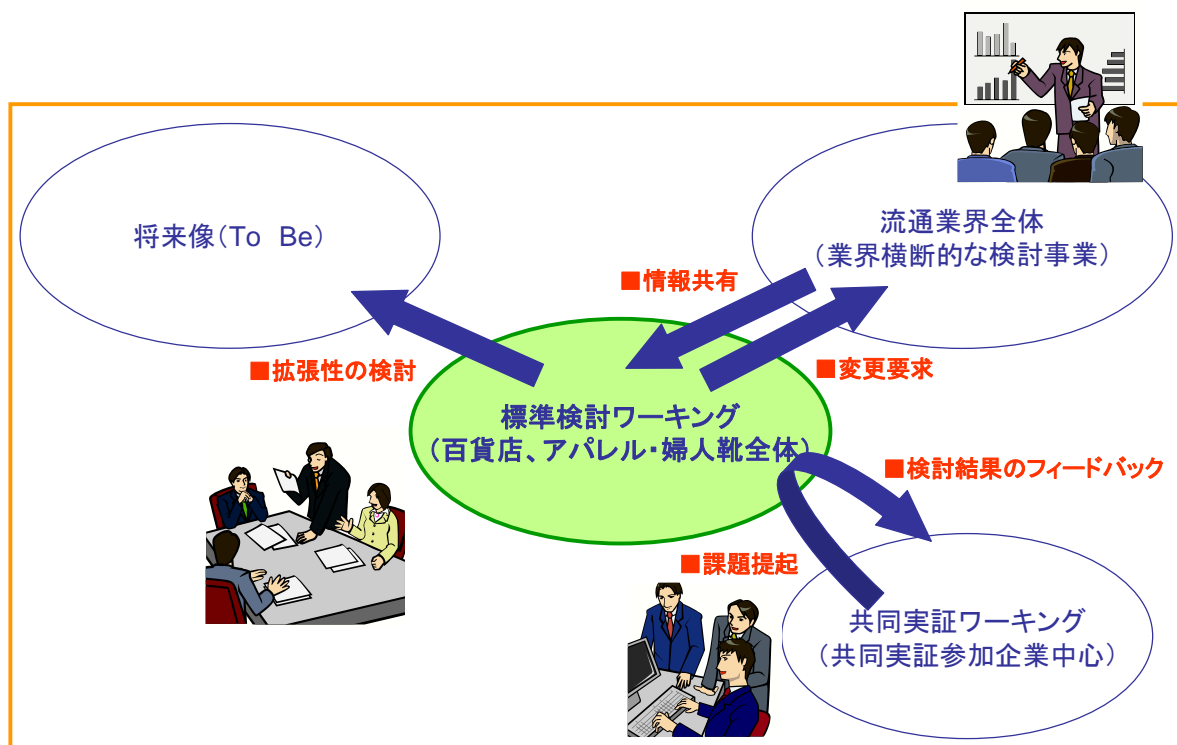 将来像(To Be)
流通業界全体
(業界横断的な検討事業)
■情報共有
■拡張性の検討
■変更要求
標準検討ワーキング
(百貨店、アパレル・婦人靴全体)
■検討結果のフィードバック
■課題提起
共同実証ワーキング
(共同実証参加企業中心)